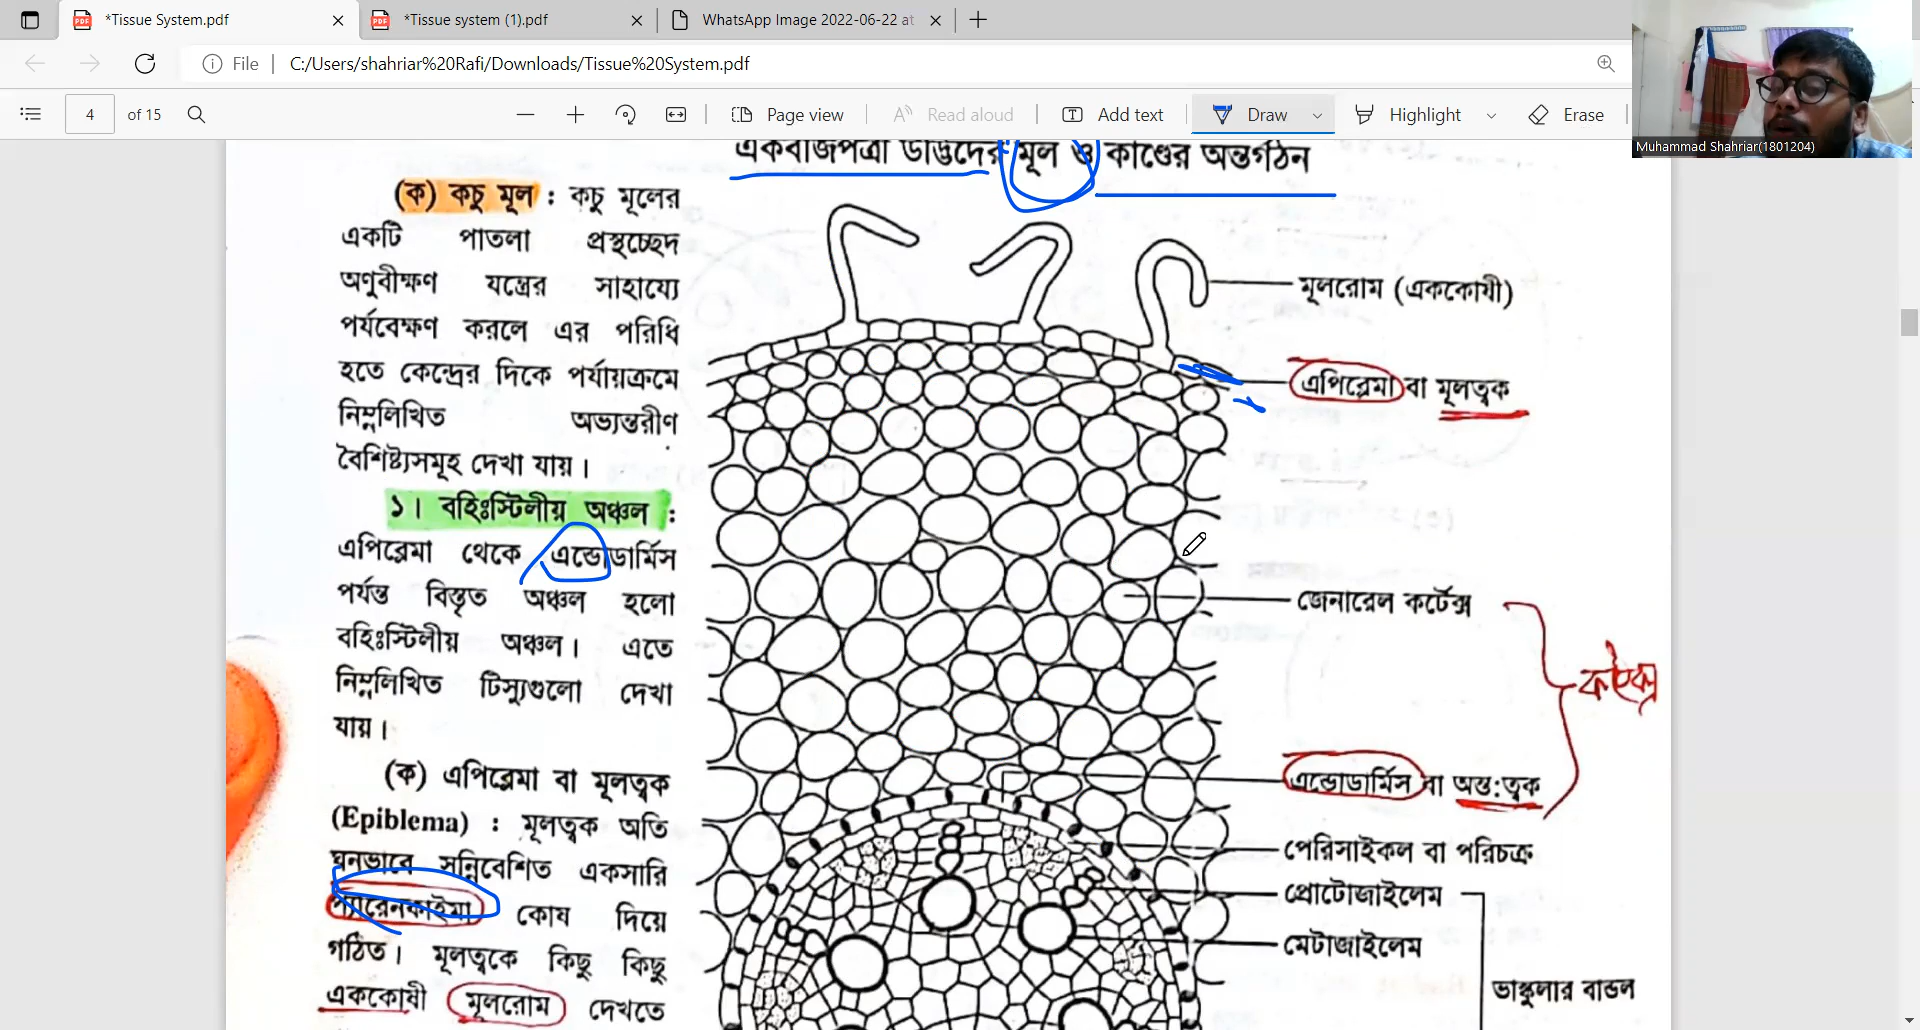 *Tissue System.pdf
*Tissue system (1).pdf
WhatsApp Image 2022-06-22 at
File
C:/Users/shahriar%20Rafi/Downloads/Tissue%20System.pdf
4 of 15
Page view
Read aloud
Add text
Draw
Highlight
Erase
Muhammad Shahriar(1801204)
একবীজপত্রী উদ্ভিদের মূল ও কাণ্ডের অন্তর্গঠন
(ক) কচু মূল : কচু মূলের
একটি পাতলা প্রস্থচ্ছেদ
অণুবীক্ষণ যন্ত্রের সাহায্যে
পর্যবেক্ষণ করলে এর পরিধি
হতে কেন্দ্রের দিকে পর্যায়ক্রমে
নিম্নলিখিত অভ্যন্তরীণ
বৈশিষ্ট্যসমূহ দেখা যায়।
১। বহিঃস্টিলীয় অঞ্চল :
এপিব্লেমা থেকে এন্ডোডার্মিস
পর্যন্ত বিস্তৃত অঞ্চল হলো
বহিঃস্টিলীয় অঞ্চল। এতে
নিম্নলিখিত টিস্যুগুলো দেখা
যায়।
(ক) এপিব্লেমা বা মূলত্বক
(Epiblema) : মূলত্বক অতি
ঘনভাবে সন্নিবেশিত একসারি
প্যারেনকাইমা কোষ দিয়ে
গঠিত। মূলত্বকে কিছু কিছু
এককোষী মূলরোম দেখতে
মূলরোম (এককোষী)
এপিব্লেমা বা মূলত্বক
জেনারেল কর্টেক্স
কর্টেক্স
এন্ডোডার্মিস বা অন্ত:ত্বক
পেরিসাইকল বা পরিচক্র
প্রোটোজাইলেম
মেটাজাইলেম
ভাস্কুলার বান্ডল